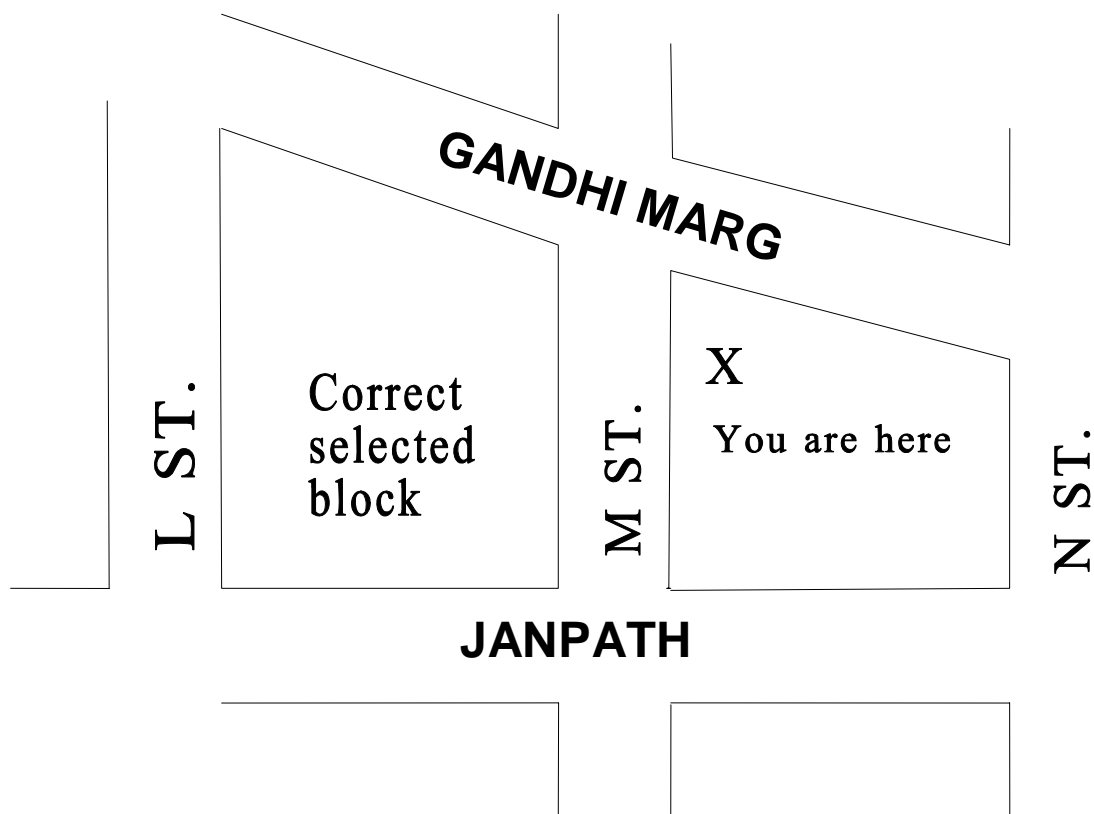 GANDHI MARG
X
Correct
selected
block
You are here
L ST.
M ST.
N ST.
JANPATH